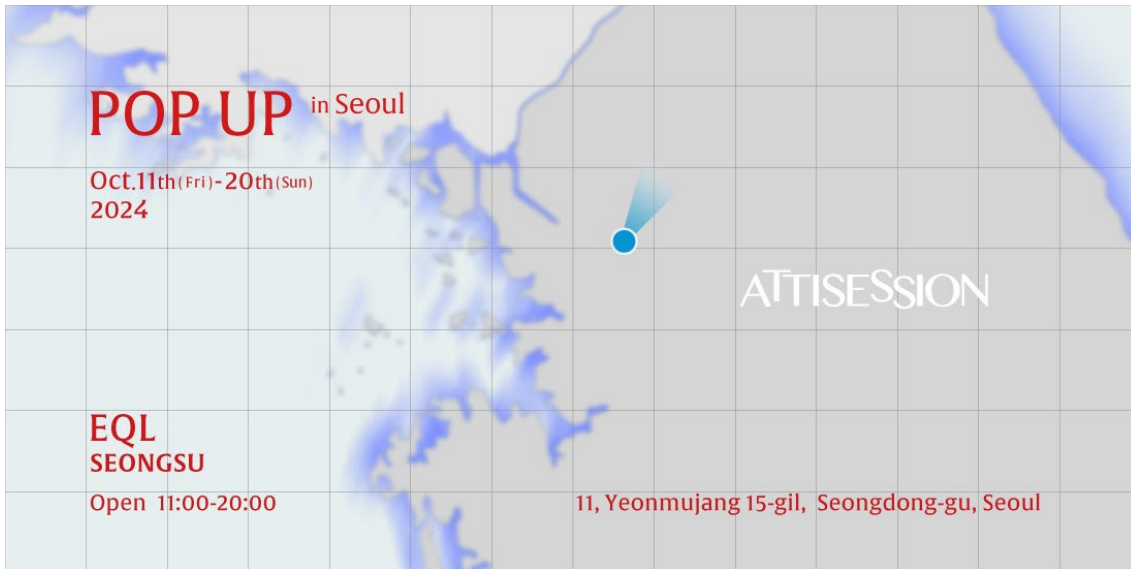 POP UP in Seoul
Oct.11th(Fri)-20th(Sun)
2024
ATTISESSION
EQL
SEONGSU
Open 11:00-20:00
11, Yeonmujang 15-gil, Seongdong-gu, Seoul